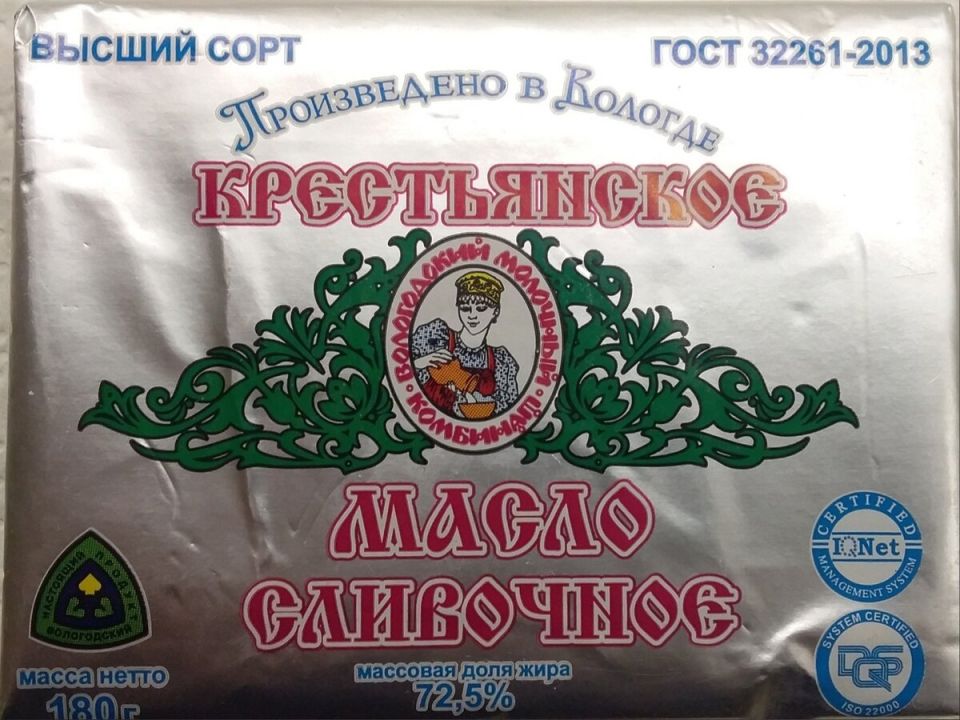 ВЫСШИЙ СОРТ
ГОСТ 32261-2013
Произведено в Вологде
КРЕСТЬЯНСКОЕ
ВОЛОГОДСКИЙ МОЛОЧНЫЙ КОМБИНАТ
МАСЛО
СЛИВОЧНОЕ
НАСТОЯЩИЙ ПРОДУКТ
ВОЛОГОДСКИЙ
CERTIFIED
IQNet
MANAGEMENT SYSTEM
SYSTEM CERTIFIED
DQS
ISO 22000
масса нетто
180 г
массовая доля жира
72,5%